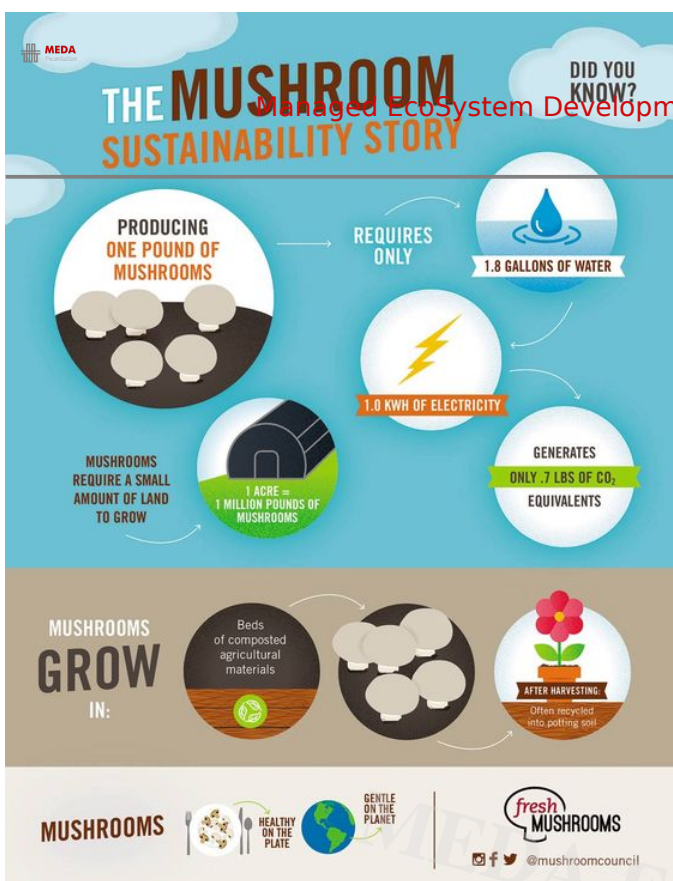 MEDA
Foundation
THE MUSHROOM
SUSTAINABILITY STORY
DID YOU
KNOW?
Managed EcoSystem Developm
PRODUCING
ONE POUND OF
MUSHROOMS
REQUIRES
ONLY
1.8 GALLONS OF WATER
1.0 KWH OF ELECTRICITY
GENERATES
ONLY .7 LBS OF CO₂
EQUIVALENTS
MUSHROOMS
REQUIRE A SMALL
AMOUNT OF LAND
TO GROW
1 ACRE =
1 MILLION POUNDS OF
MUSHROOMS
MUSHROOMS
GROW
IN:
Beds
of composted
agricultural
materials
AFTER HARVESTING:
Often recycled
into potting soil
MUSHROOMS
HEALTHY
ON THE
PLATE
GENTLE
ON THE
PLANET
fresh
MUSHROOMS
@mushroomcouncil
MEDA F